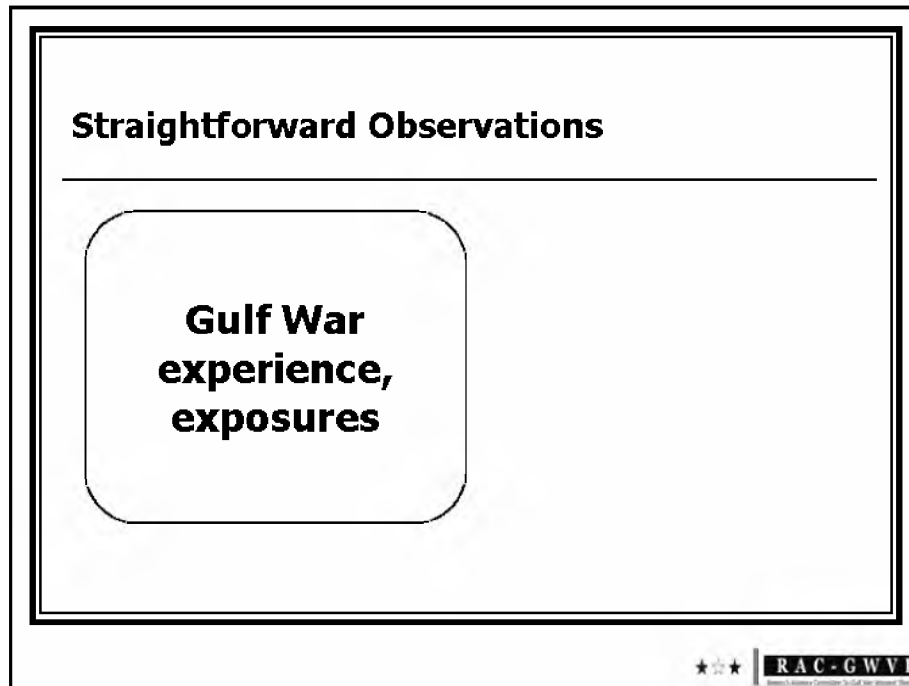 Straightforward Observations
Gulf War
experience,
exposures
RAC-GWVI